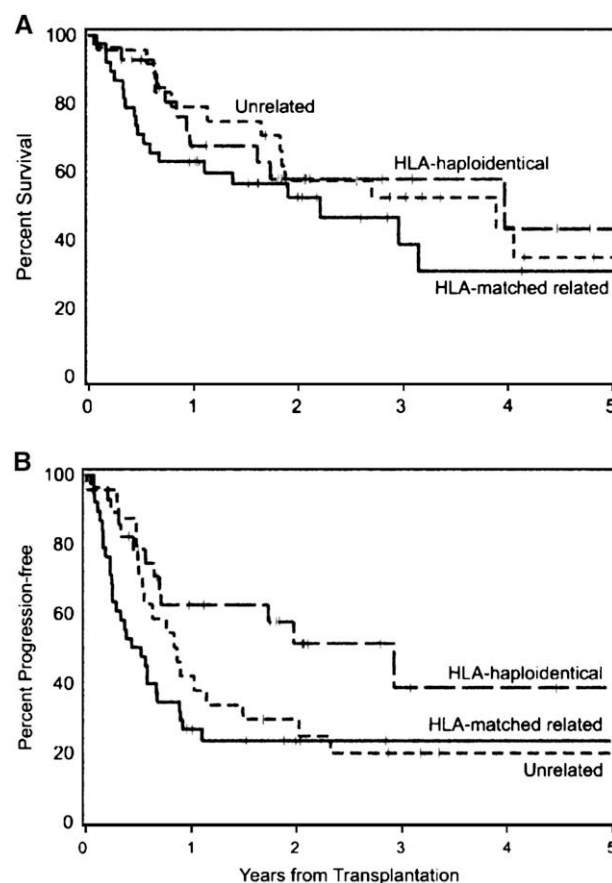 A
Percent Survival
100
80
60
40
20
0
Unrelated
HLA-haploidentical
HLA-matched related
0 1 2 3 4 5
B
Percent Progression-free
100
80
60
40
20
0
HLA-haploidentical
HLA-matched related
Unrelated
0 1 2 3 4 5
Years from Transplantation